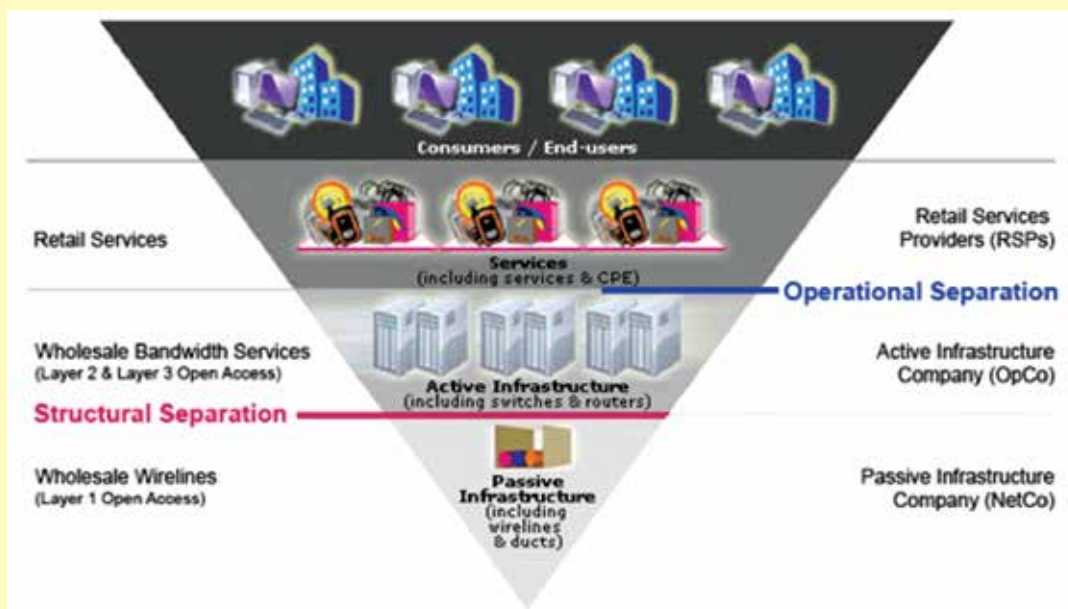 Consumers / End-users
Retail Services
Services
(including services & CPE)
Retail Services
Providers (RSPs)
Operational Separation
Wholesale Bandwidth Services
(Layer 2 & Layer 3 Open Access)
Active Infrastructure
(including switches & routers)
Active Infrastructure
Company (OpCo)
Structural Separation
Wholesale Wirelines
(Layer 1 Open Access)
Passive
Infrastructure
(including
wirelines
& ducts)
Passive Infrastructure
Company (NetCo)